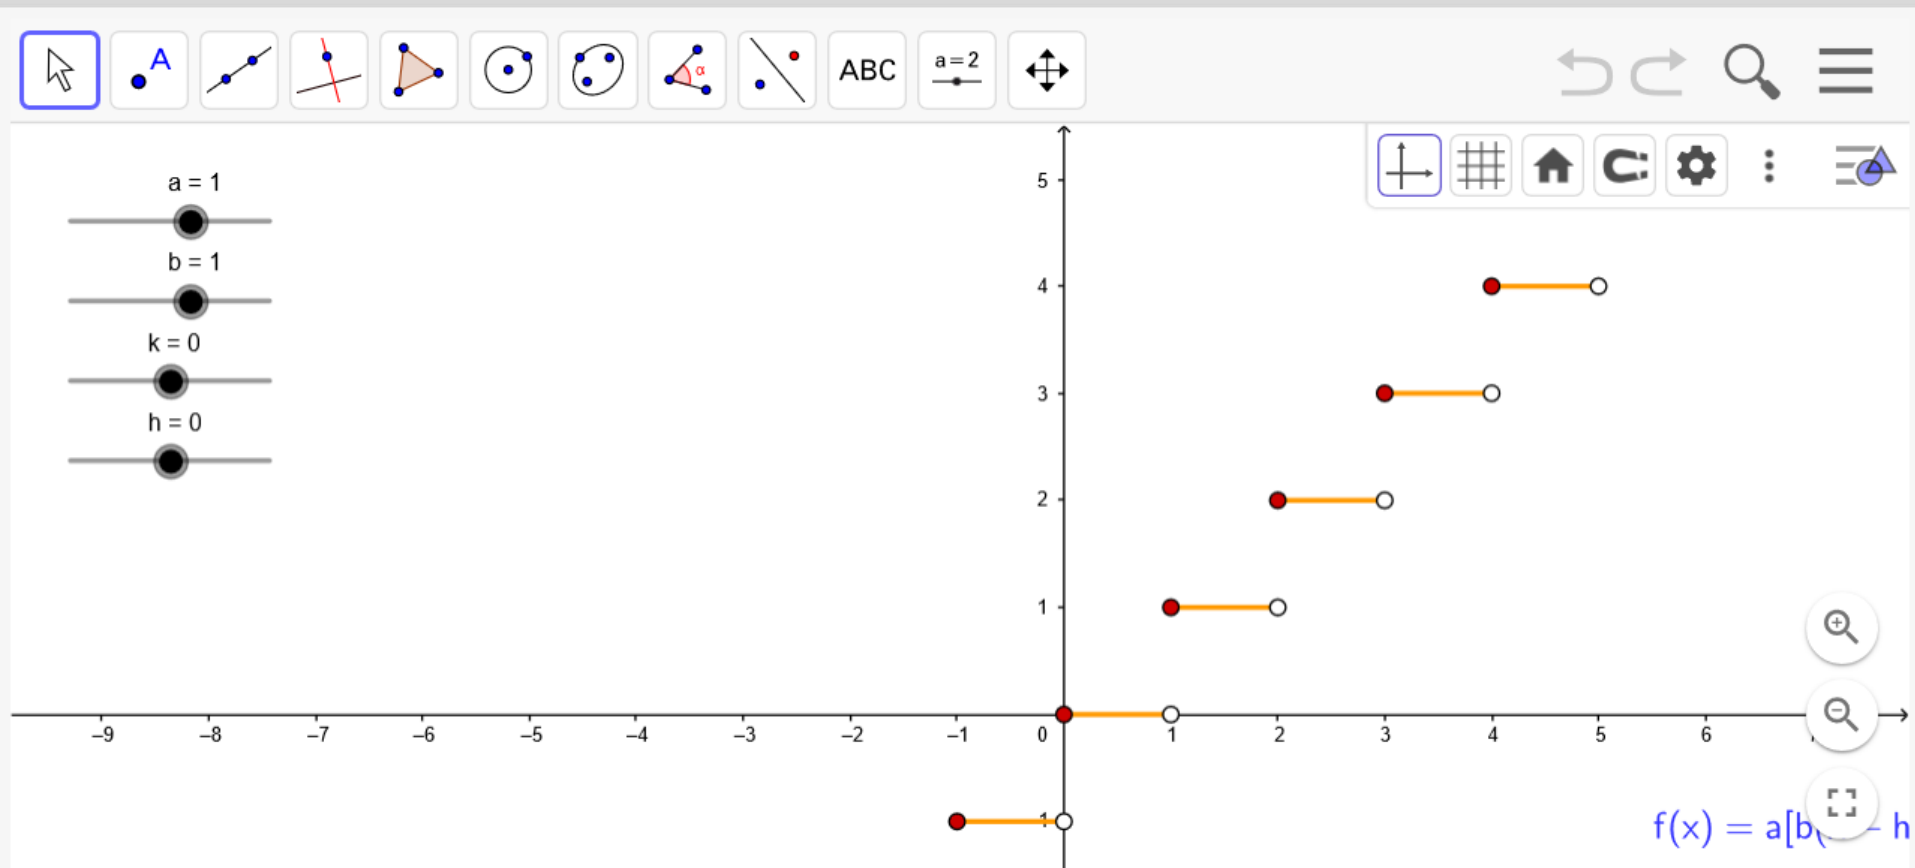 A
α
ABC
a = 2
a = 1
b = 1
k = 0
h = 0
5
4
3
2
1
–9 –8 –7 –6 –5 –4 –3 –2 –1 0 1 2 3 4 5 6
f(x) = a[b( – h